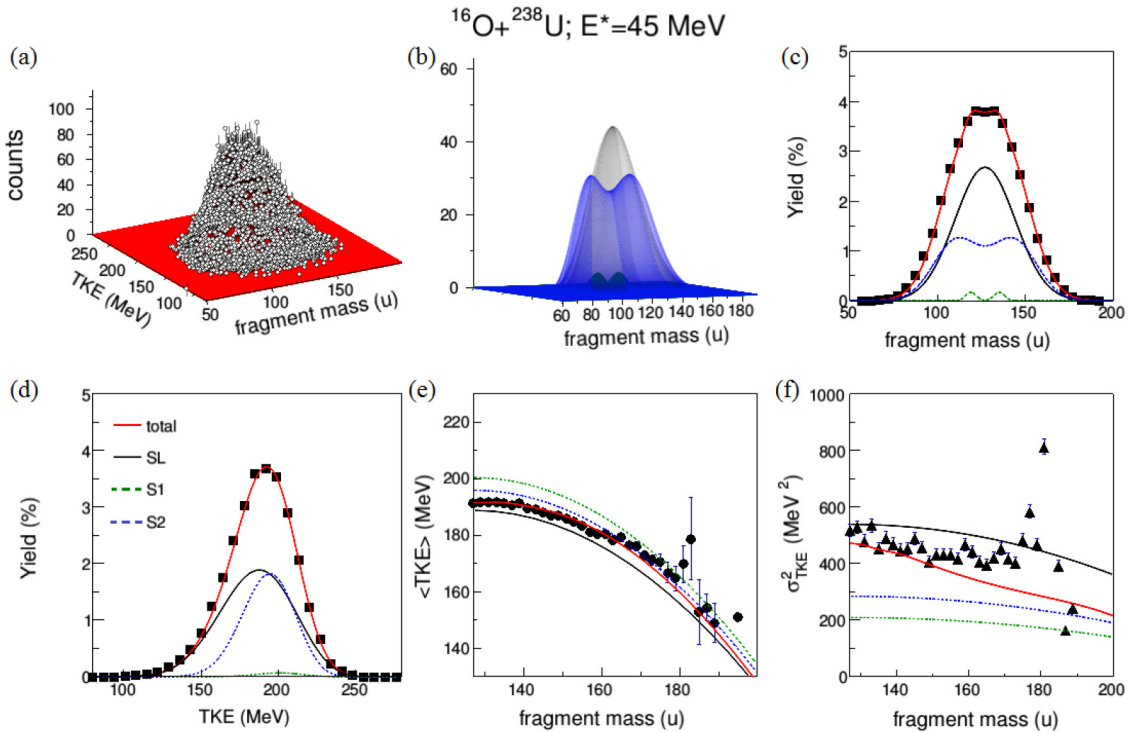 ¹⁶O+²³⁸U; E*=45 MeV
(a)
counts
100
80
60
40
20
0
250
200
150
100
TKE (MeV)
50
100
150
fragment mass (u)
(b)
60
40
20
0
60 80 100 120 140 160 180
fragment mass (u)
(c)
Yield (%)
5
4
3
2
1
0
50 100 150 200
fragment mass (u)
(d)
Yield (%)
5
4
3
2
1
0
total
SL
S1
S2
100 150 200 250
TKE (MeV)
(e)
<TKE> (MeV)
220
200
180
160
140
140 160 180
fragment mass (u)
(f)
σ²TKE (MeV ²)
1000
800
600
400
200
0
140 160 180 200
fragment mass (u)